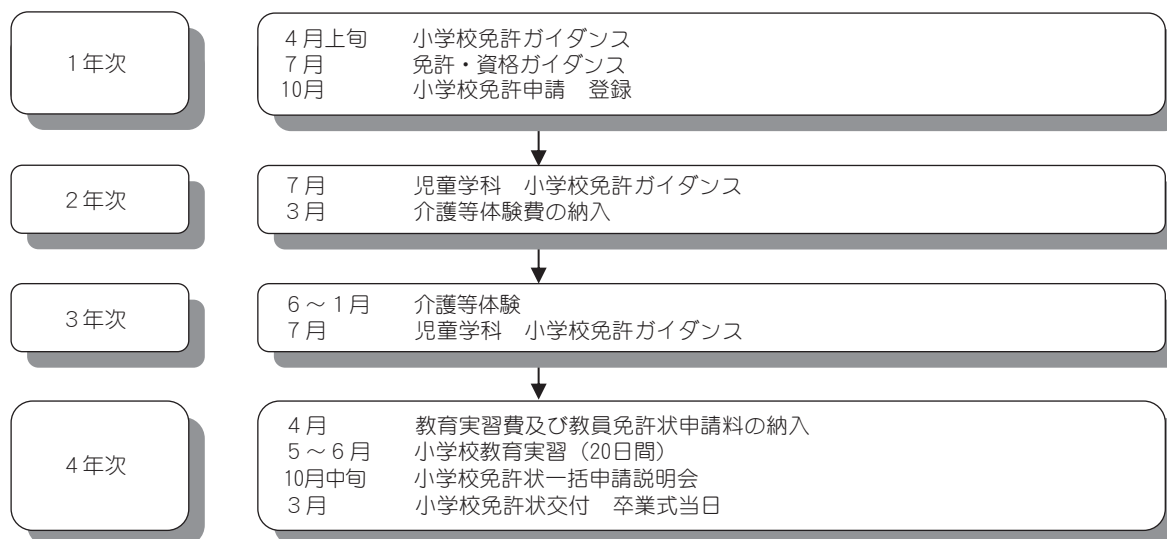 1年次
4月上旬 小学校免許ガイダンス
7月 免許・資格ガイダンス
10月 小学校免許申請 登録
2年次
7月 児童学科 小学校免許ガイダンス
3月 介護等体験費の納入
3年次
6～1月 介護等体験
7月 児童学科 小学校免許ガイダンス
4年次
4月 教育実習費及び教員免許状申請料の納入
5～6月 小学校教育実習（20日間）
10月中旬 小学校免許状一括申請説明会
3月 小学校免許状交付 卒業式当日